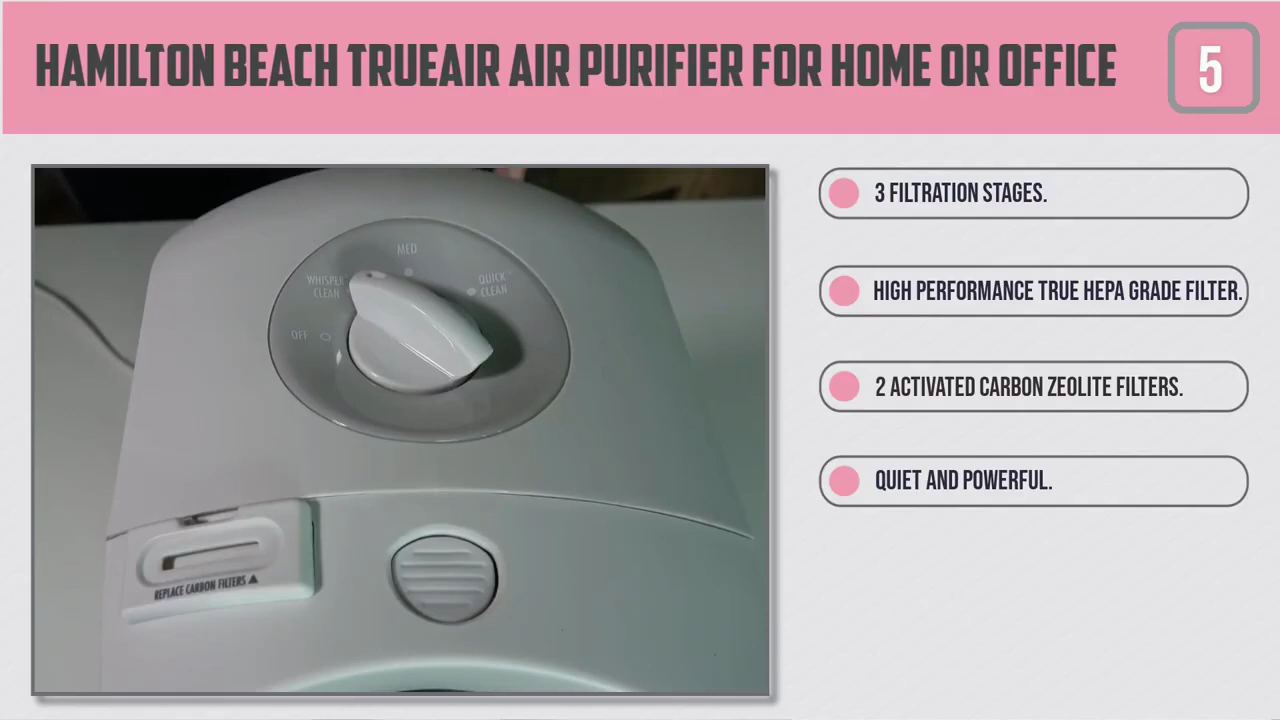 HAMILTON BEACH TRUEAIR AIR PURIFIER FOR HOME OR OFFICE
5
3 FILTRATION STAGES.
HIGH PERFORMANCE TRUE HEPA GRADE FILTER.
2 ACTIVATED CARBON ZEOLITE FILTERS.
QUIET AND POWERFUL.
MED
WHISPER
CLEAN
QUICK
CLEAN
OFF
REPLACE CARBON FILTERS ▲